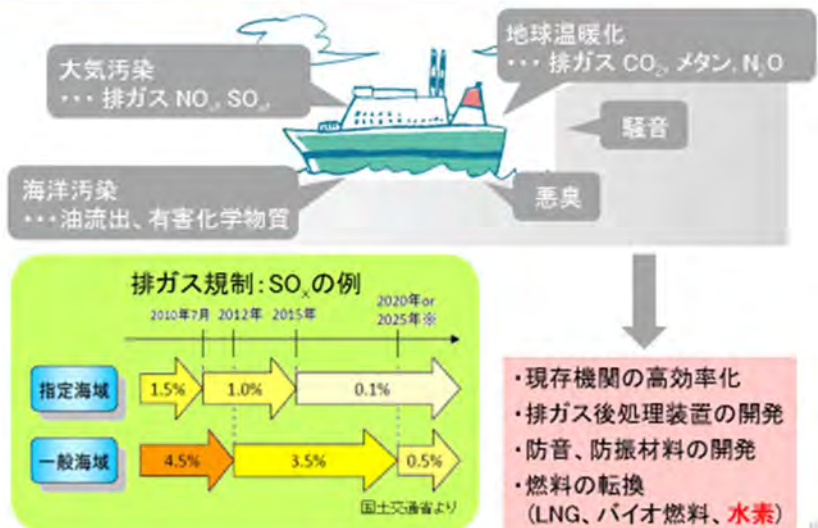 大気汚染
・・・ 排ガス NOₓ, SOₓ,
地球温暖化
・・・ 排ガス CO₂, メタン, N₂O
騒音
海洋汚染
・・・油流出、有害化学物質
悪臭
排ガス規制：SOₓの例
2010年7月 2012年 2015年 2020年or
2025年※
指定海域 1.5% 1.0% 0.1%
一般海域 4.5% 3.5% 0.5%
国土交通省より
・現存機関の高効率化
・排ガス後処理装置の開発
・防音、防振材料の開発
・燃料の転換
(LNG、バイオ燃料、水素)